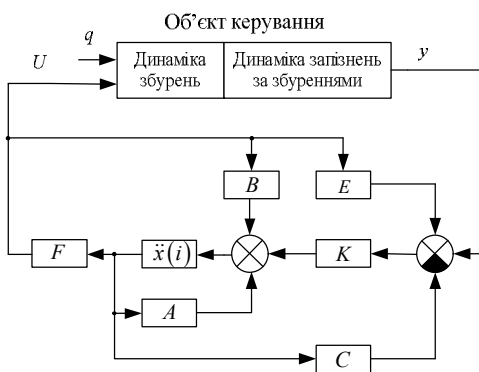 Об’єкт керування
q
U
Динаміка збурень
Динаміка запізнень за збуреннями
y
B
E
F
ẍ(i)
K
A
C